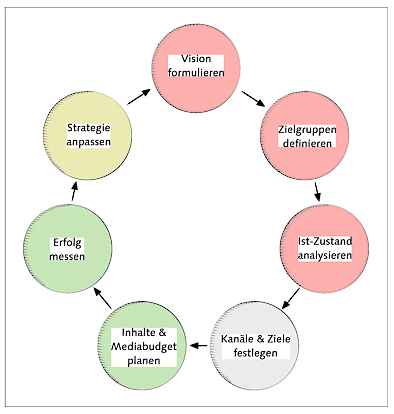 Vision
formulieren
Zielgruppen
definieren
Ist-Zustand
analysieren
Kanäle & Ziele
festlegen
Inhalte &
Mediabudget
planen
Erfolg
messen
Strategie
anpassen